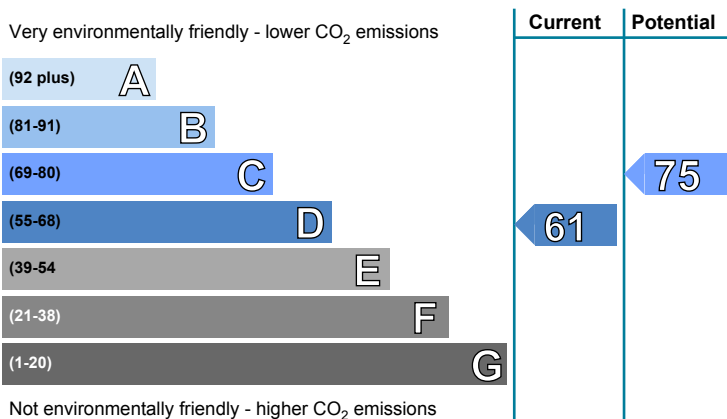 Very environmentally friendly - lower CO2 emissions
Current Potential
(92 plus) A
(81-91) B
(69-80) C
75
(55-68) D
61
(39-54 E
(21-38) F
(1-20) G
Not environmentally friendly - higher CO2 emissions